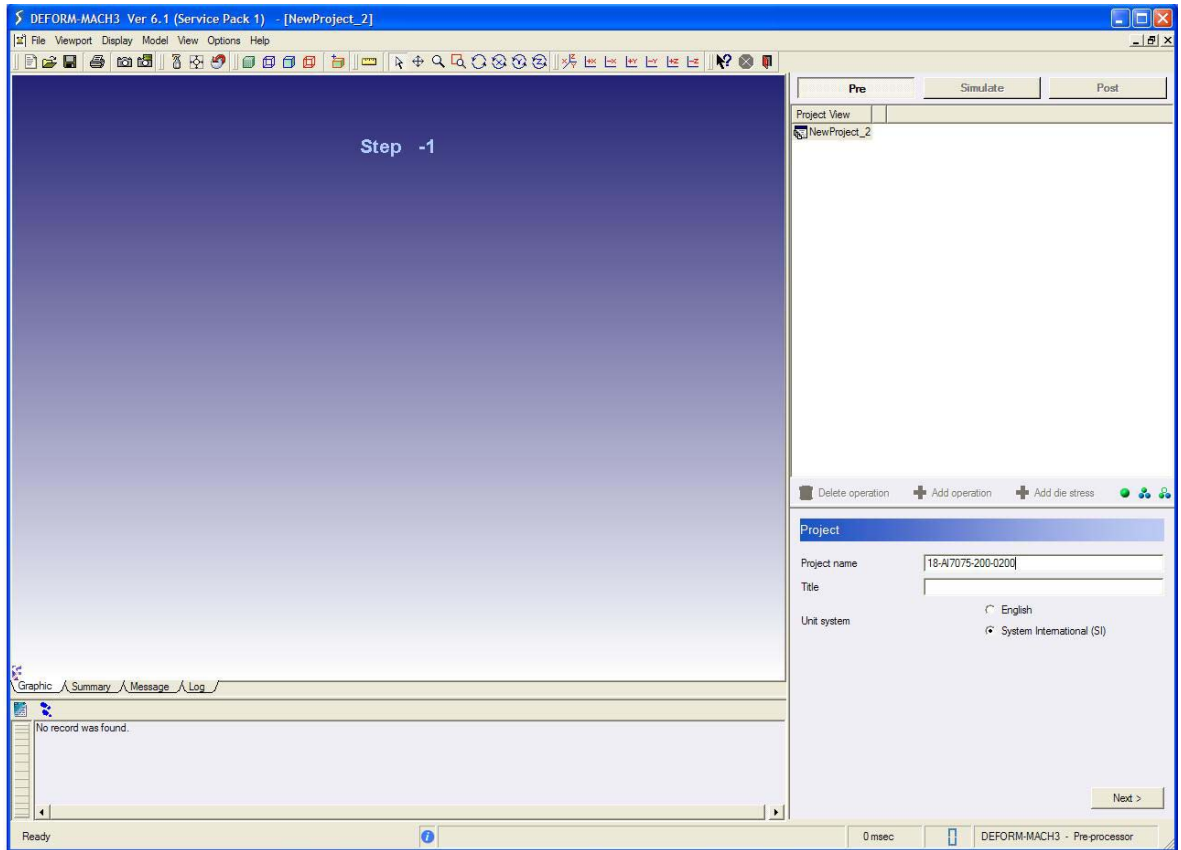 DEFORM-MACH3 Ver 6.1 (Service Pack 1) - [NewProject_2]
File Viewport Display Model View Options Help
Step -1
Pre Simulate Post
Project View
NewProject_2
Delete operation Add operation Add die stress
Project
Project name 18-Al7075-200-0200
Title
Unit system
English
System International (SI)
Graphic Summary Message Log
No record was found.
Next >
Ready 0 msec DEFORM-MACH3 - Pre-processor